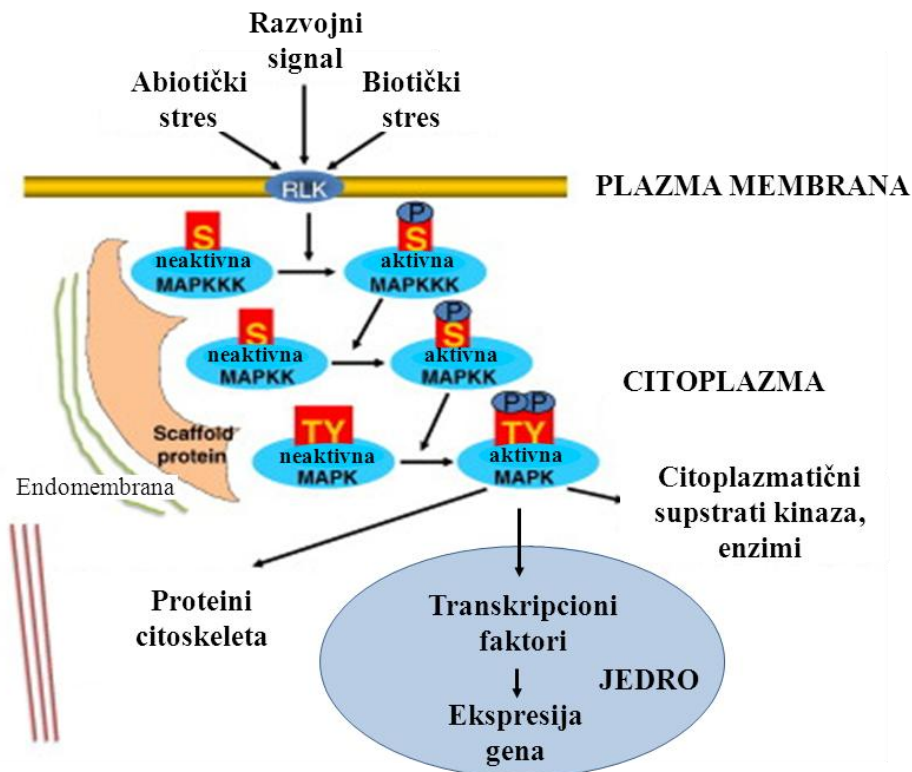 Razvojni
signal
Abiotički
stres
Biotički
stres
RLK
PLAZMA MEMBRANA
S
neaktivna
MAPKKK
P
S
aktivna
MAPKKK
S
neaktivna
MAPKK
P
S
aktivna
MAPKK
CITOPLAZMA
TY
neaktivna
MAPK
P P
TY
aktivna
MAPK
Scaffold
protein
Endomembrana
Citoplazmatični
supstrati kinaza,
enzimi
Proteini
citoskeleta
Transkripcioni
faktori
JEDRO
Ekspresija
gena